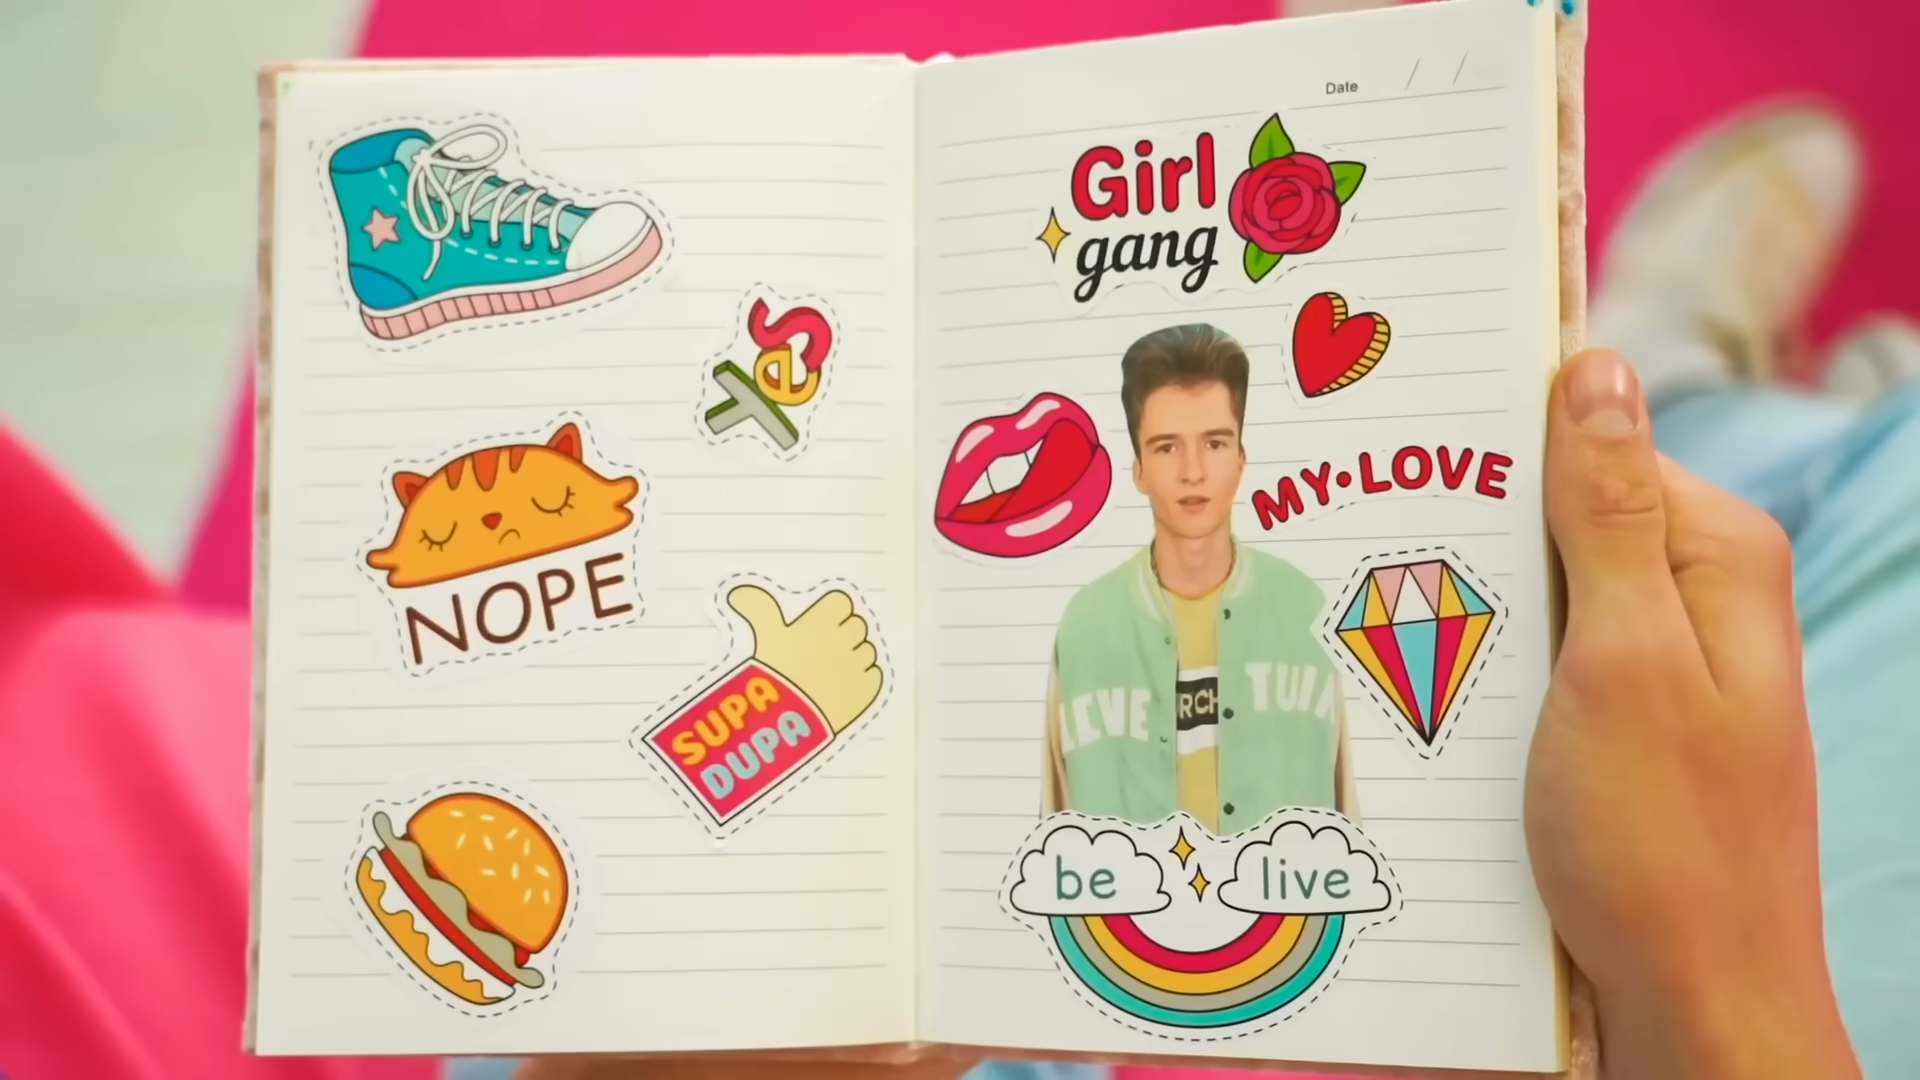 Yes
NOPE
SUPA
DUPA
Date / /
Girl
gang
MY•LOVE
be live